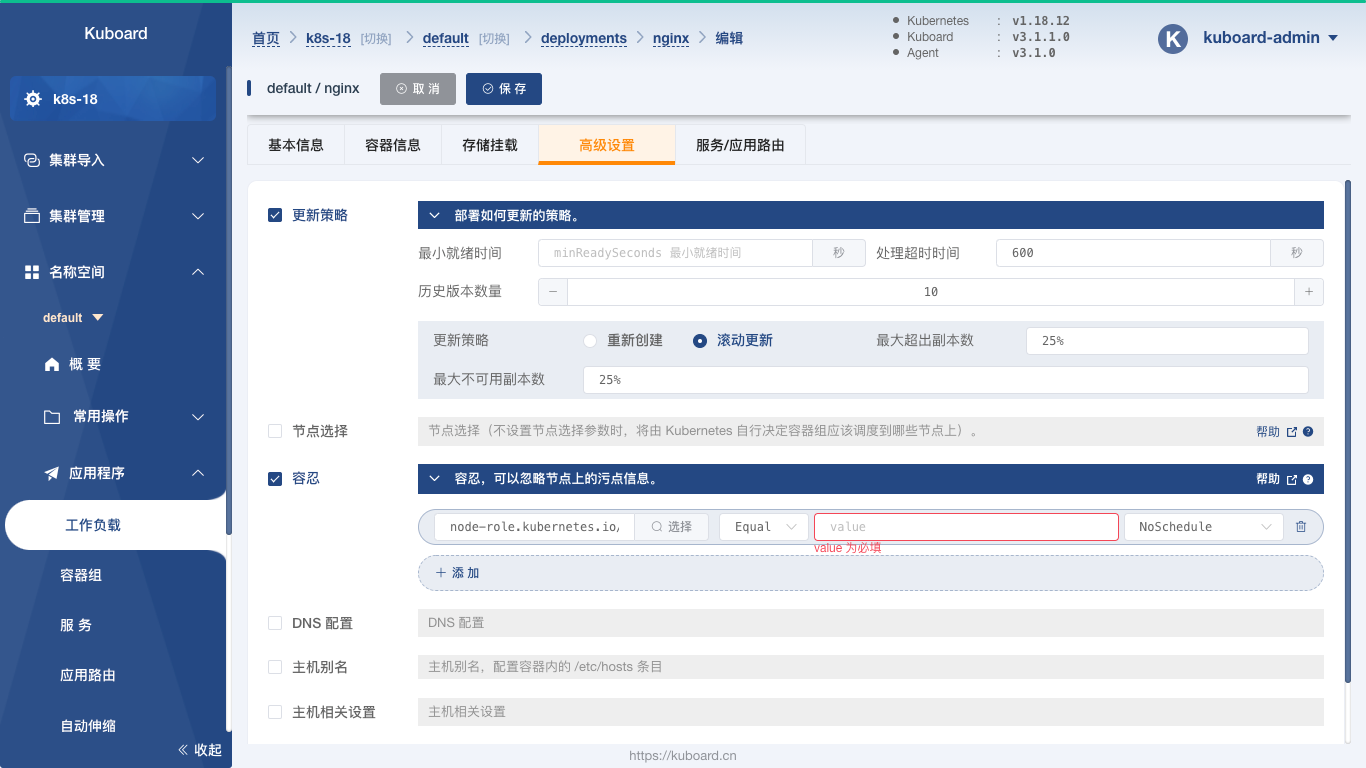 Kuboard
k8s-18
集群导入
集群管理
名称空间
default
概 要
常用操作
应用程序
工作负载
容器组
服 务
应用路由
自动伸缩
收起
首页 k8s-18 [切换] default [切换] deployments nginx 编辑
Kubernetes : v1.18.12
Kuboard : v3.1.1.0
Agent : v3.1.0
K kuboard-admin
default / nginx 取 消 保 存
基本信息 容器信息 存储挂载 高级设置 服务/应用路由
更新策略 部署如何更新的策略。
最小就绪时间 minReadySeconds 最小就绪时间 秒 处理超时时间 600 秒
历史版本数量 − 10 +
更新策略 重新创建 滚动更新 最大超出副本数 25%
最大不可用副本数 25%
节点选择 节点选择（不设置节点选择参数时，将由 Kubernetes 自行决定容器组应该调度到哪些节点上）。 帮助
容忍 容忍，可以忽略节点上的污点信息。 帮助
node-role.kubernetes.io/ 选择 Equal value NoSchedule
value 为必填
+ 添 加
DNS 配置 DNS 配置
主机别名 主机别名，配置容器内的 /etc/hosts 条目
主机相关设置 主机相关设置
https://kuboard.cn